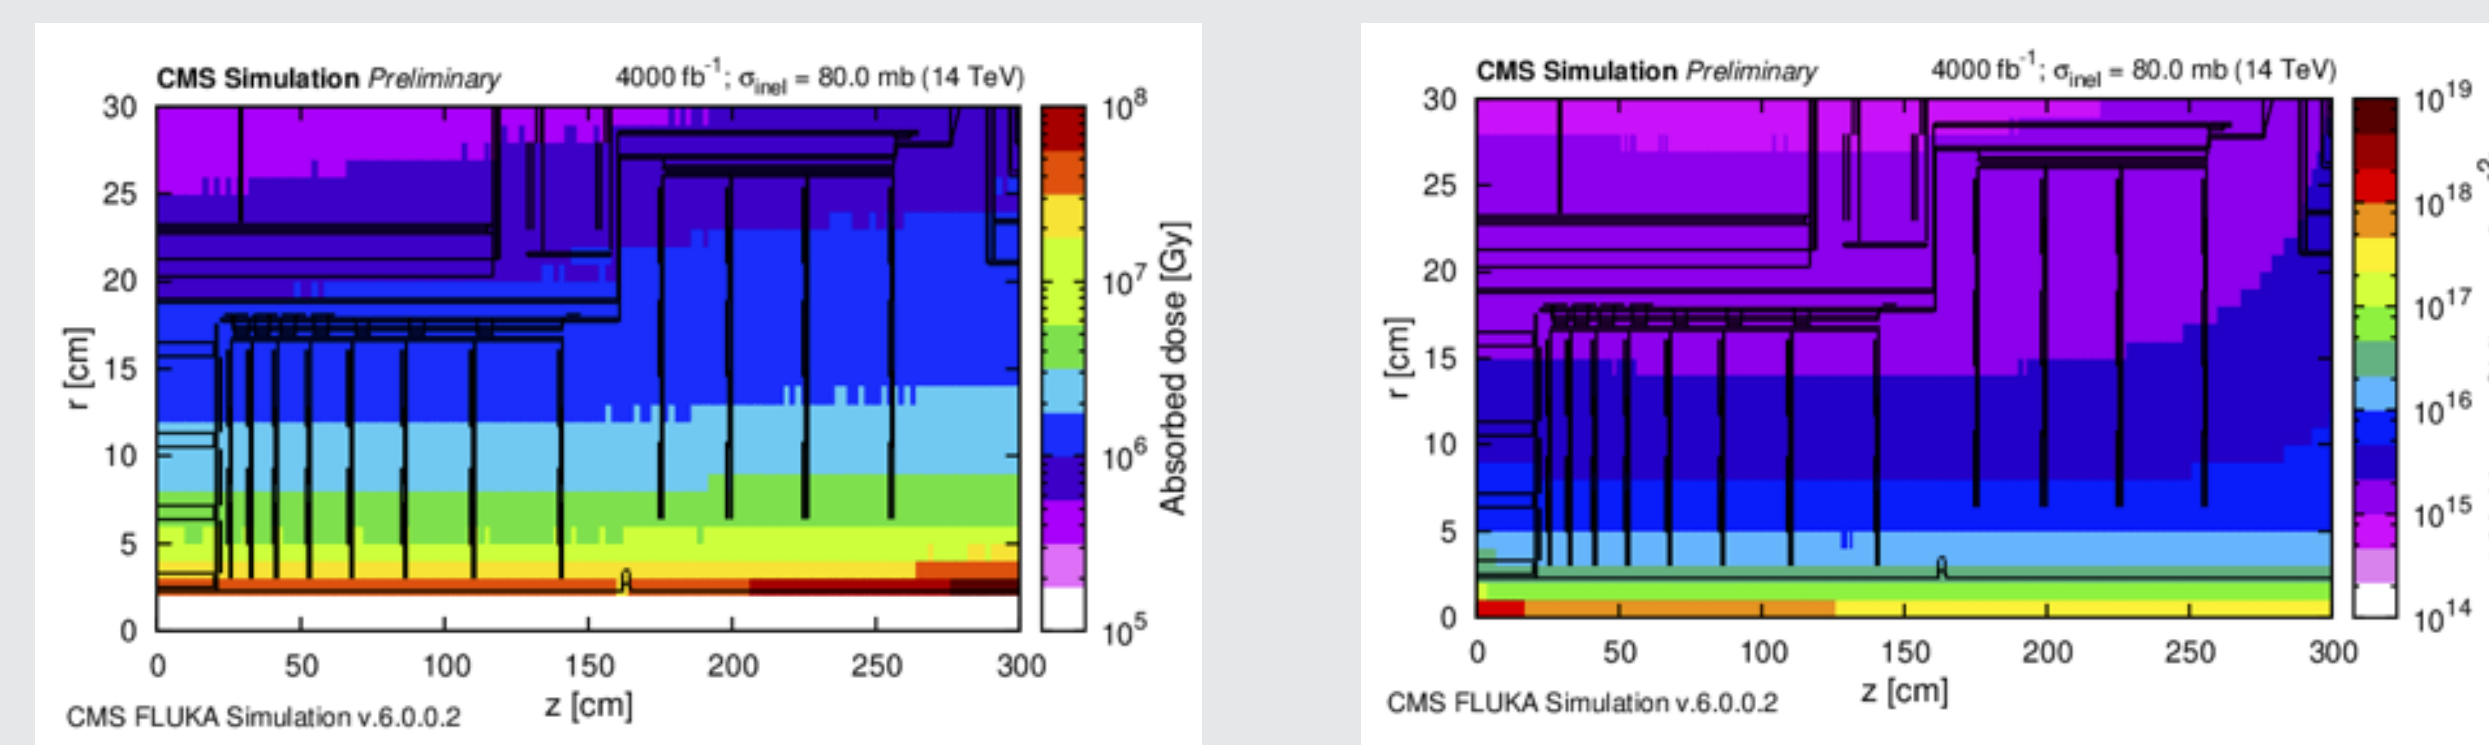 CMS Simulation Preliminary 4000 fb⁻¹; σinel = 80.0 mb (14 TeV)
30
25
20
15
10
5
0
r [cm]
0 50 100 150 200 250 300
z [cm]
10⁸
10⁷
10⁶
10⁵
Absorbed dose [Gy]
CMS FLUKA Simulation v.6.0.0.2
CMS Simulation Preliminary 4000 fb⁻¹; σinel = 80.0 mb (14 TeV)
30
25
20
15
10
5
0
r [cm]
0 50 100 150 200 250 300
z [cm]
10¹⁹
10¹⁸
10¹⁷
10¹⁶
10¹⁵
10¹⁴
CMS FLUKA Simulation v.6.0.0.2